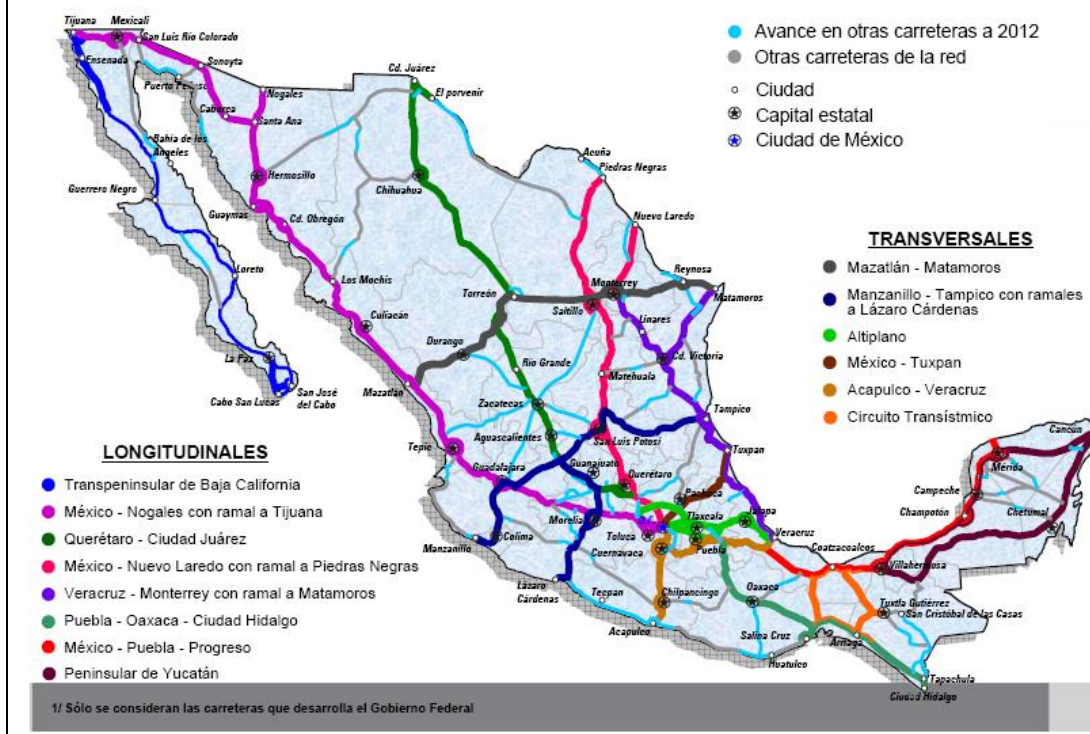 Tijuana
Mexicali
San Luis Río Colorado
Ensenada
Sonoyta
Nogales
Caborca
Santa Ana
Bahía de los
Ángeles
Hermosillo
Guerrero Negro
Guaymas
Cd. Obregón
Loreto
Los Mochis
Culiacán
La Paz
Cabo San Lucas
San José
del Cabo
Mazatlán
Cd. Juárez
El porvenir
Chihuahua
Acuña
Piedras Negras
Nuevo Laredo
Reynosa
Monterrey
Matamoros
Torreón
Saltillo
Linares
Durango
Cd. Victoria
Río Grande
Matehuala
Zacatecas
Tampico
Aguascalientes
San Luis Potosí
Tepic
Tuxpan
Guadalajara
Guanajuato
Querétaro
Pachuca
Morelia
Tlaxcala
Jalapa
Toluca
Manzanillo
Colima
Cuernavaca
Puebla
Veracruz
Lázaro
Cárdenas
Tecpan
Chilpancingo
Oaxaca
Acapulco
Salina Cruz
Huatulco
Coatzacoalcos
Villahermosa
Tuxtla Gutiérrez
San Cristóbal de las Casas
Arriaga
Tapachula
Ciudad Hidalgo
Cancún
Mérida
Campeche
Champotón
Chetumal
Avance en otras carreteras a 2012
Otras carreteras de la red
Ciudad
Capital estatal
Ciudad de México
TRANSVERSALES
Mazatlán - Matamoros
Manzanillo - Tampico con ramales
a Lázaro Cárdenas
Altiplano
México - Tuxpan
Acapulco - Veracruz
Circuito Transístmico
LONGITUDINALES
Transpeninsular de Baja California
México - Nogales con ramal a Tijuana
Querétaro - Ciudad Juárez
México - Nuevo Laredo con ramal a Piedras Negras
Veracruz - Monterrey con ramal a Matamoros
Puebla - Oaxaca - Ciudad Hidalgo
México - Puebla - Progreso
Peninsular de Yucatán
1/ Sólo se consideran las carreteras que desarrolla el Gobierno Federal